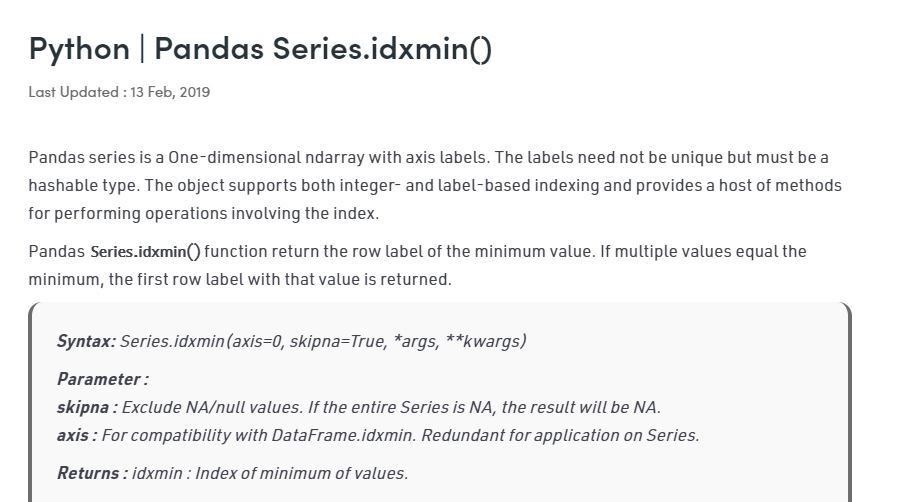 Python | Pandas Series.idxmin()
Last Updated : 13 Feb, 2019
Pandas series is a One-dimensional ndarray with axis labels. The labels need not be unique but must be a
hashable type. The object supports both integer- and label-based indexing and provides a host of methods
for performing operations involving the index.
Pandas Series.idxmin() function return the row label of the minimum value. If multiple values equal the
minimum, the first row label with that value is returned.
Syntax: Series.idxmin(axis=0, skipna=True, *args, **kwargs)
Parameter :
skipna : Exclude NA/null values. If the entire Series is NA, the result will be NA.
axis : For compatibility with DataFrame.idxmin. Redundant for application on Series.
Returns : idxmin : Index of minimum of values.